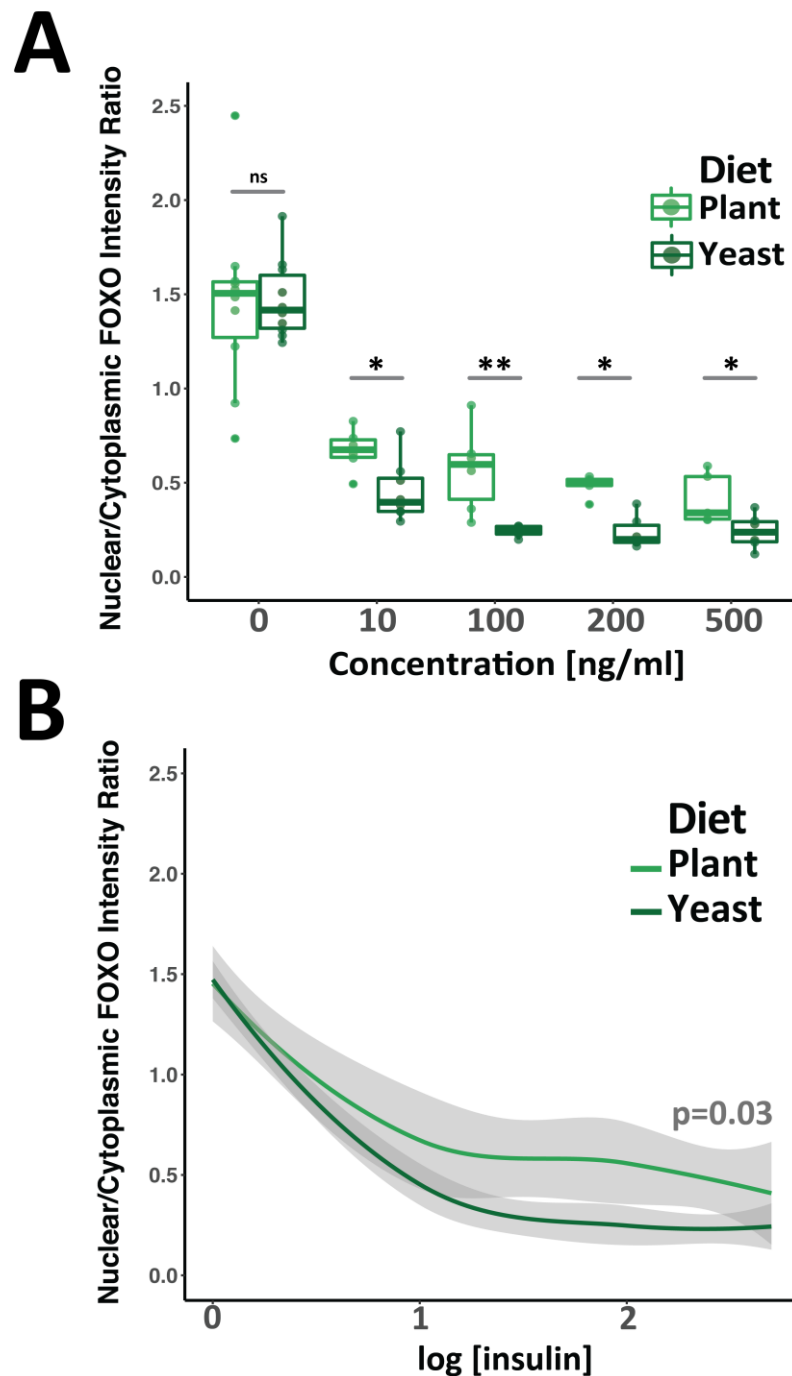 A
Nuclear/Cytoplasmic FOXO Intensity Ratio
2.5
2.0
1.5
1.0
0.5
0.0
ns
*
**
*
*
Diet
Plant
Yeast
0 10 100 200 500
Concentration [ng/ml]
B
Nuclear/Cytoplasmic FOXO Intensity Ratio
2.5
2.0
1.5
1.0
0.5
0.0
Diet
Plant
Yeast
p=0.03
0 1 2
log [insulin]